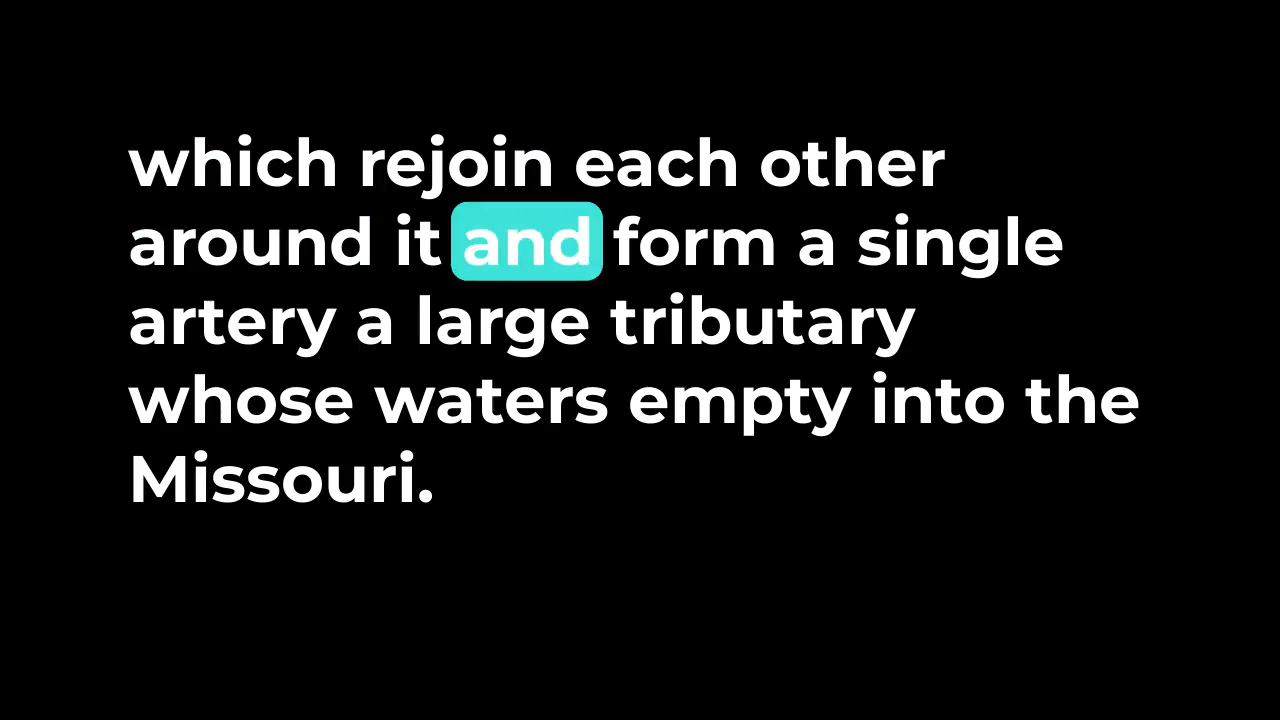 which rejoin each other
around it and form a single
artery a large tributary
whose waters empty into the
Missouri.